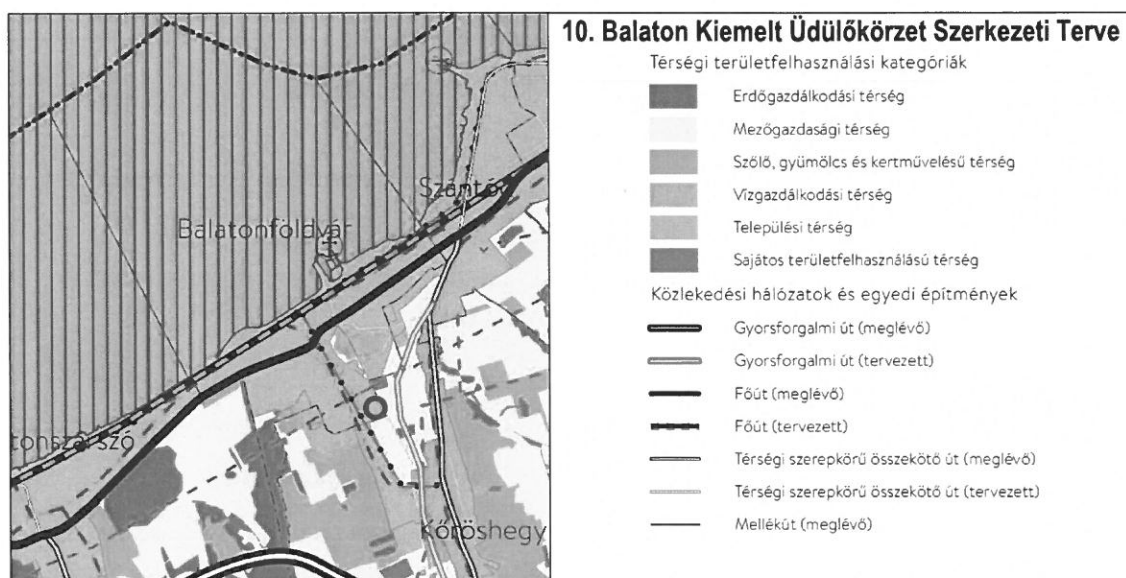 10. Balaton Kiemelt Üdülőkörzet Szerkezeti Terve
Térségi területfelhasználási kategóriák
Erdőgazdálkodási térség
Mezőgazdasági térség
Szőlő, gyümölcs és kertművelésű térség
Vízgazdálkodási térség
Települési térség
Sajátos területfelhasználású térség
Közlekedési hálózatok és egyedi építmények
Gyorsforgalmi út (meglévő)
Gyorsforgalmi út (tervezett)
Főút (meglévő)
Főút (tervezett)
Térségi szerepkörű összekötő út (meglévő)
Térségi szerepkörű összekötő út (tervezett)
Mellékút (meglévő)
Szántó
Balatonföldvár
tonszárszó
Kőröshegy